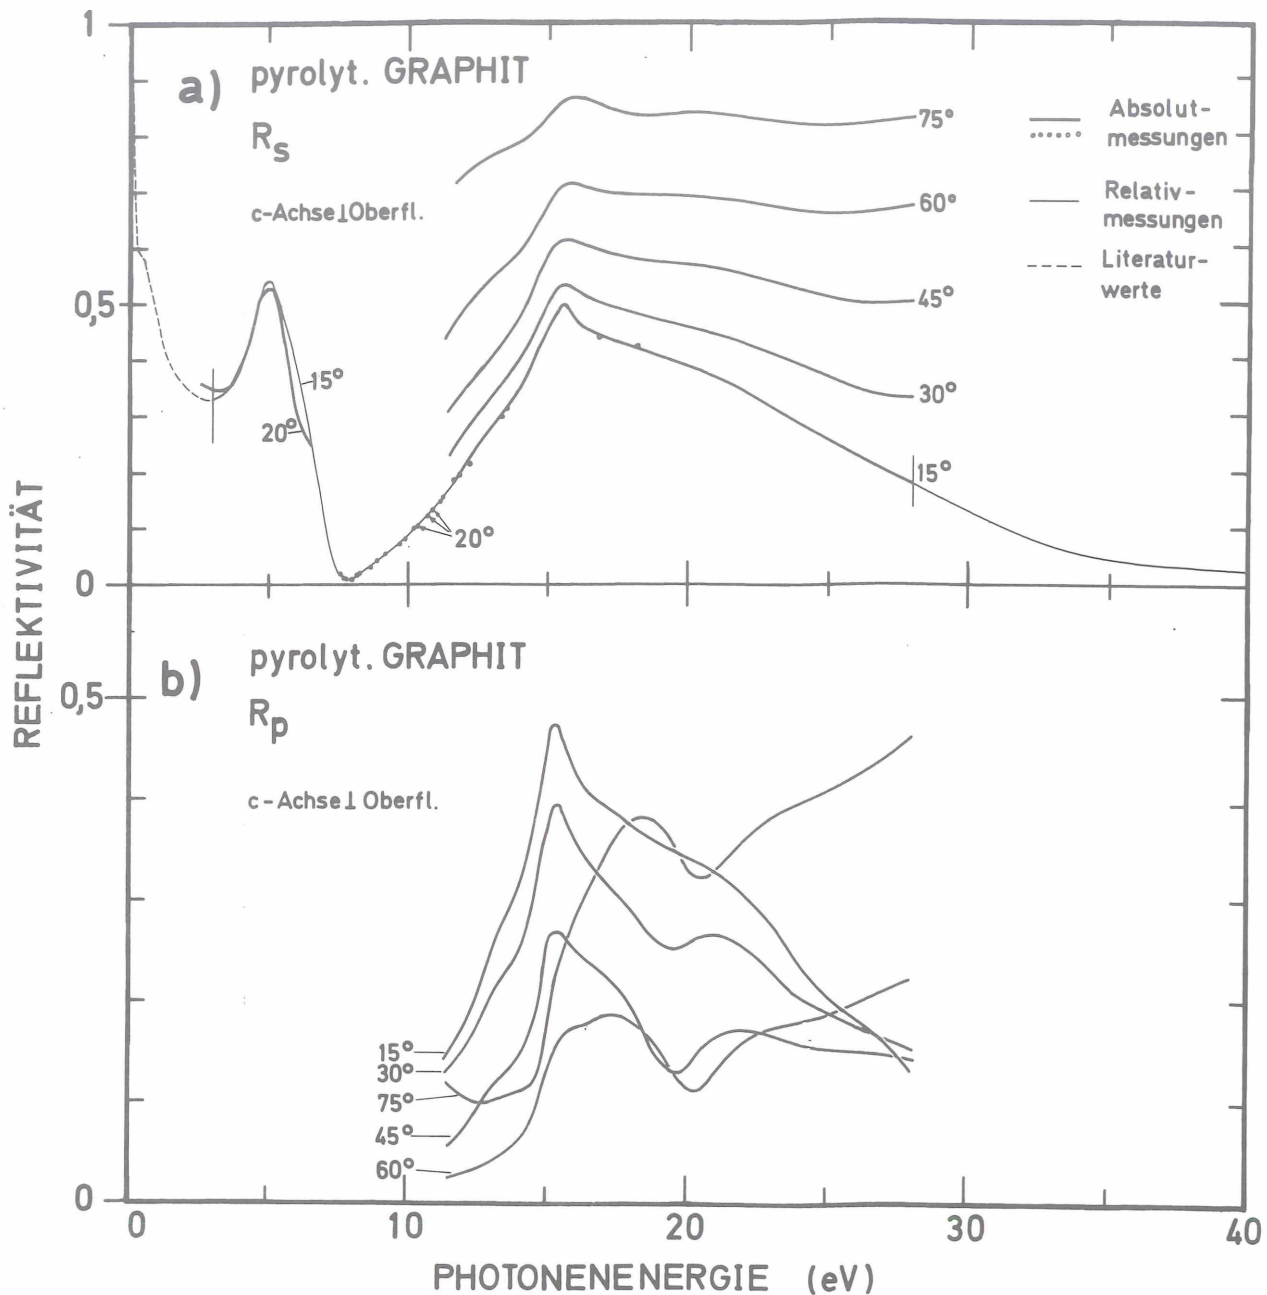 1
a) pyrolyt. GRAPHIT
R_s
c-Achse⊥Oberfl.
75°
60°
45°
30°
15°
Absolut-
messungen
Relativ-
messungen
Literatur-
werte
0,5
15°
20°
20°
0
REFLEKTIVITÄT
b) pyrolyt. GRAPHIT
0,5
R_p
c-Achse⊥Oberfl.
15°
30°
75°
45°
60°
0
0 10 20 30 40
PHOTONENENERGIE (eV)